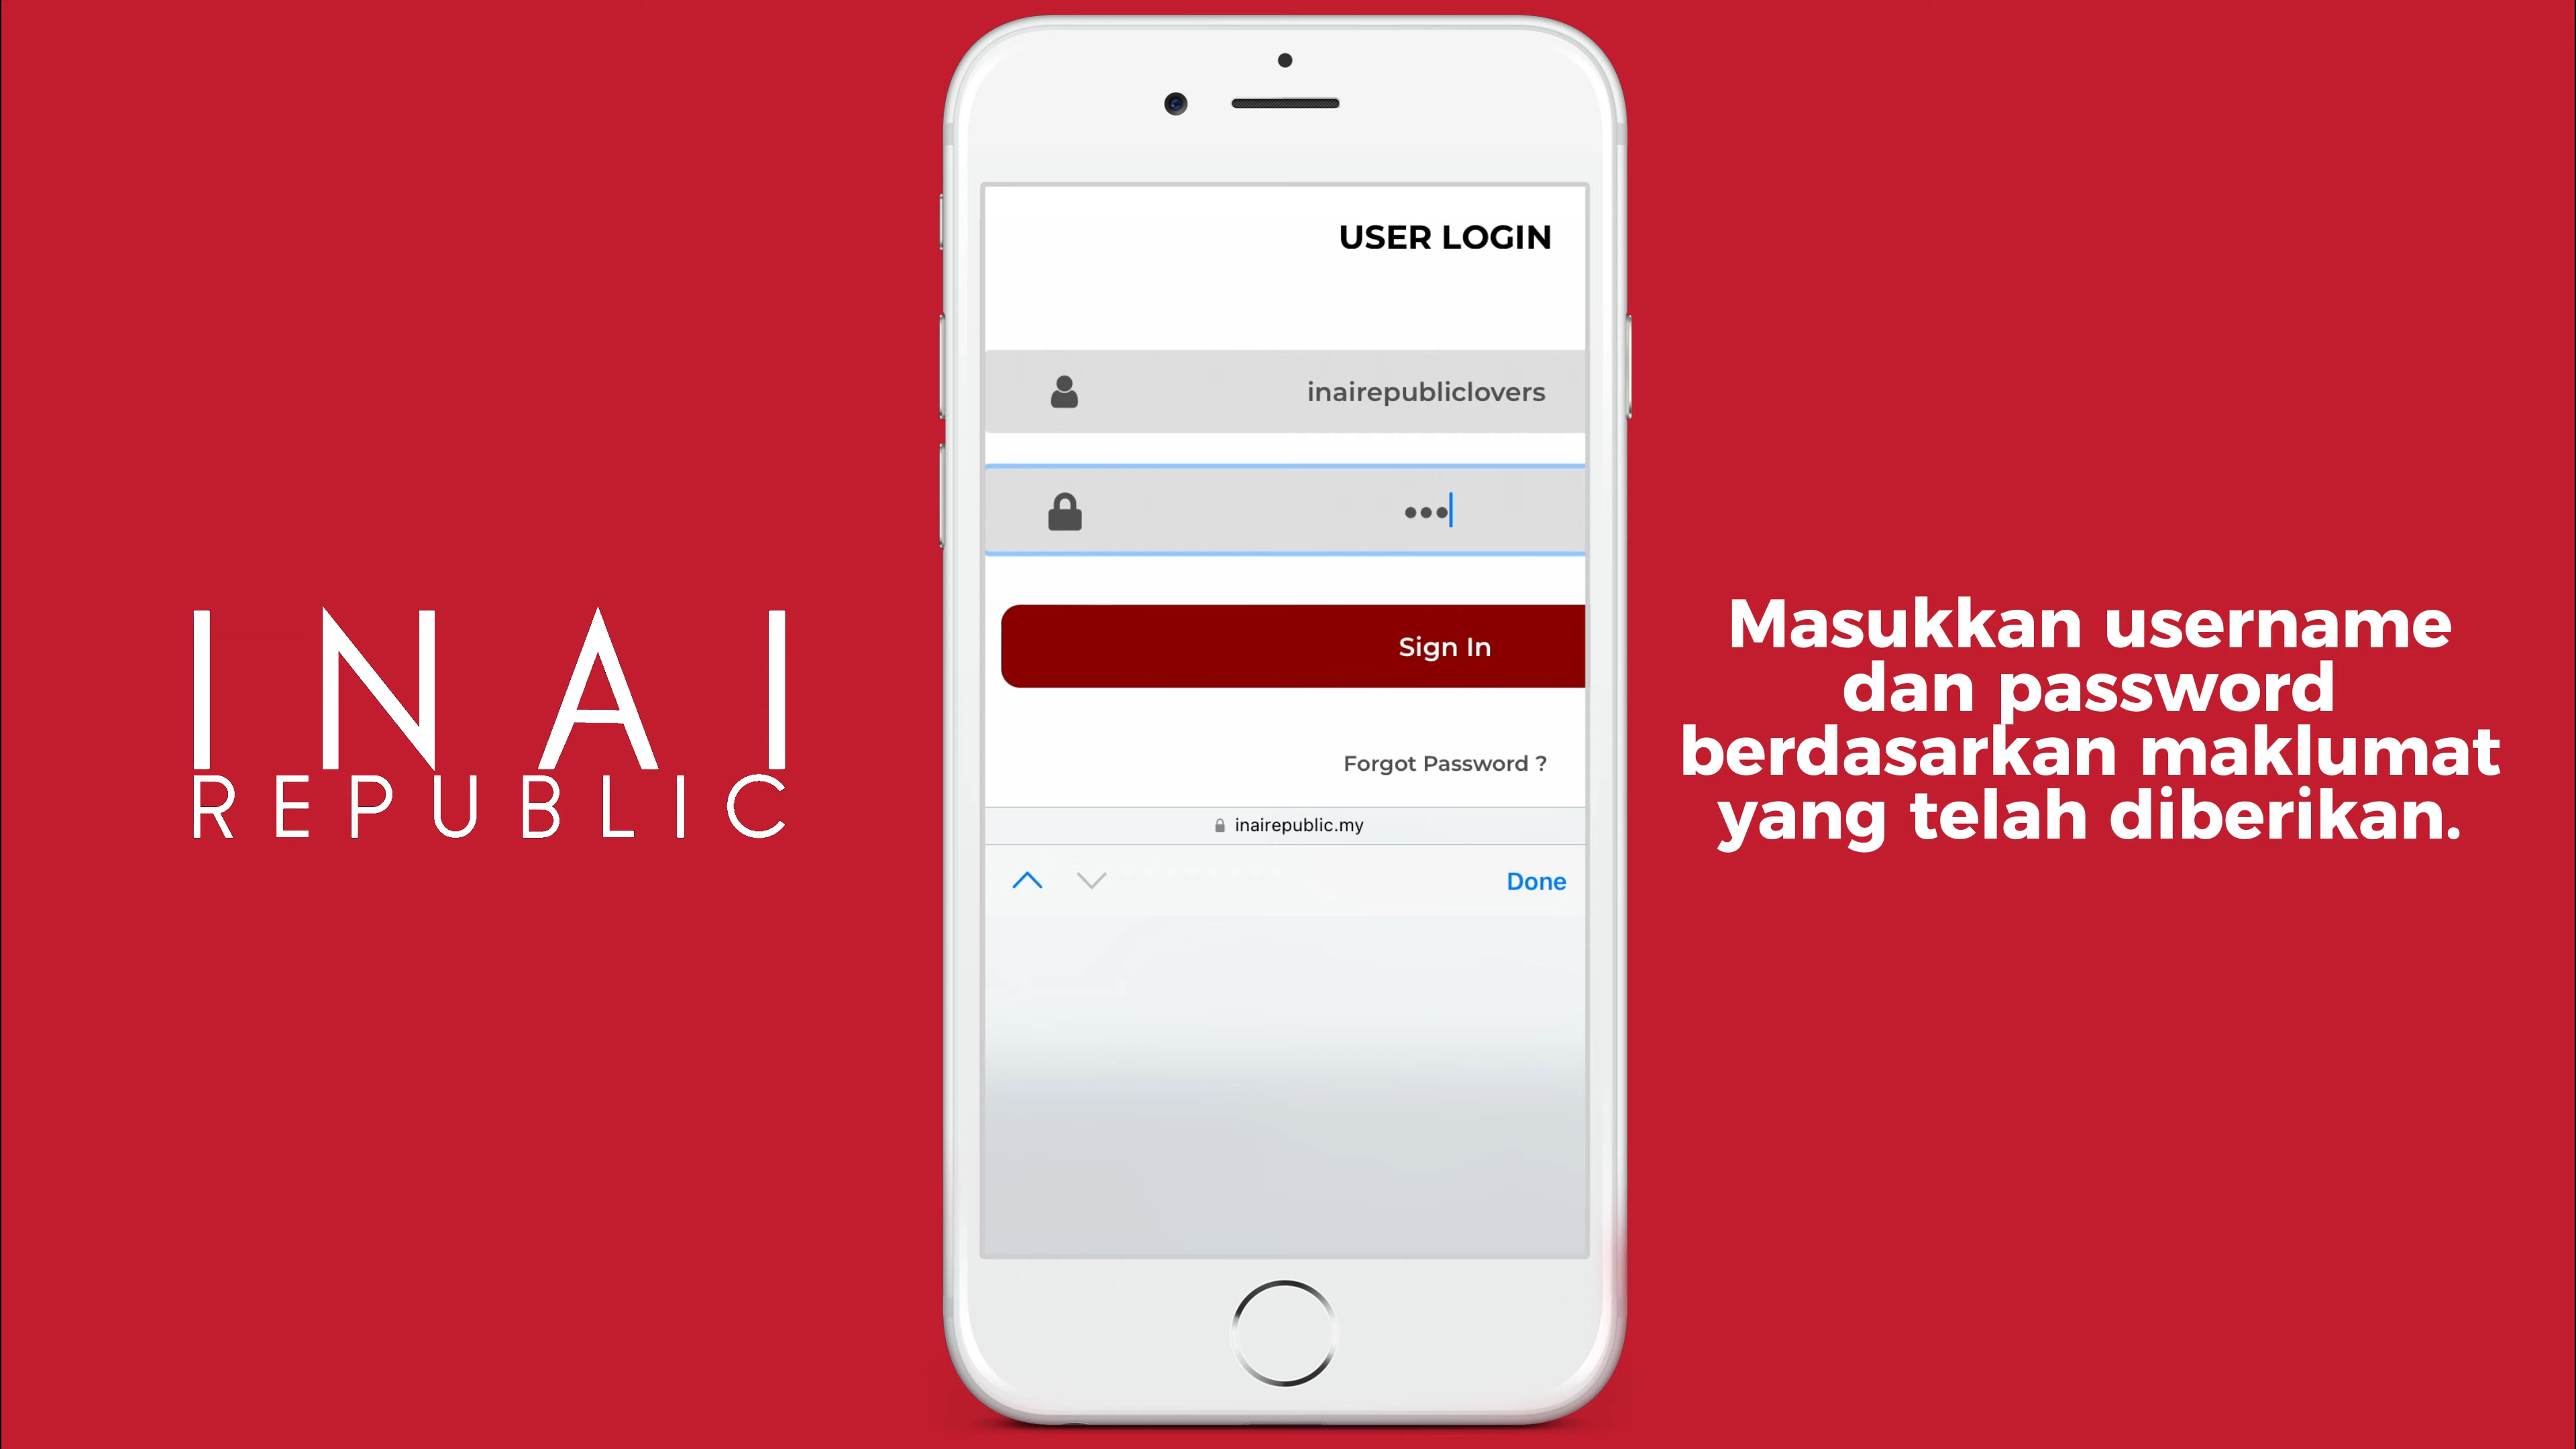 INAI
REPUBLIC
USER LOGIN
inairepubliclovers
•••
Sign In
Forgot Password ?
inairepublic.my
Done
Masukkan username
dan password
berdasarkan maklumat
yang telah diberikan.